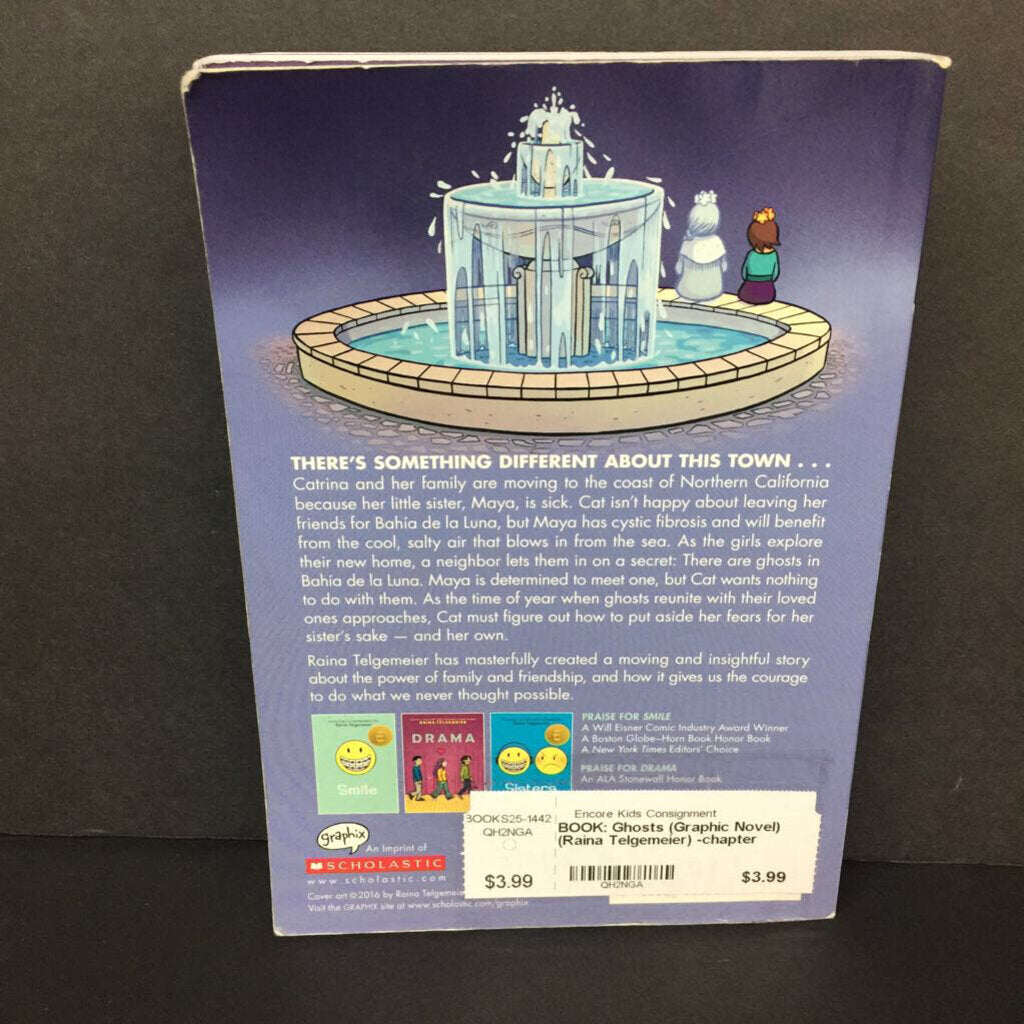 THERE'S SOMETHING DIFFERENT ABOUT THIS TOWN . . .
Catrina and her family are moving to the coast of Northern California
because her little sister, Maya, is sick. Cat isn't happy about leaving her
friends for Bahía de la Luna, but Maya has cystic fibrosis and will benefit
from the cool, salty air that blows in from the sea. As the girls explore
their new home, a neighbor lets them in on a secret: There are ghosts in
Bahía de la Luna. Maya is determined to meet one, but Cat wants nothing
to do with them. As the time of year when ghosts reunite with their loved
ones approaches, Cat must figure out how to put aside her fears for her
sister's sake — and her own.
Raina Telgemeier has masterfully created a moving and insightful story
about the power of family and friendship, and how it gives us the courage
to do what we never thought possible.
Raina Telgemeier
Smile
RAINA TELGEMEIER
DRAMA
Sisters
PRAISE FOR SMILE
A Will Eisner Comic Industry Award Winner
A Boston Globe–Horn Book Honor Book
A New York Times Editors' Choice
PRAISE FOR DRAMA
An ALA Stonewall Honor Book
graphix
An Imprint of
SCHOLASTIC
www.scholastic.com
Cover art © 2016 by Raina Telgemeier
Visit the GRAPHIX site at www.scholastic.com/graphix
BOOKS25-1442
QH2NGA
$3.99
Encore Kids Consignment
BOOK: Ghosts (Graphic Novel)
(Raina Telgemeier) -chapter
QH2NGA
$3.99